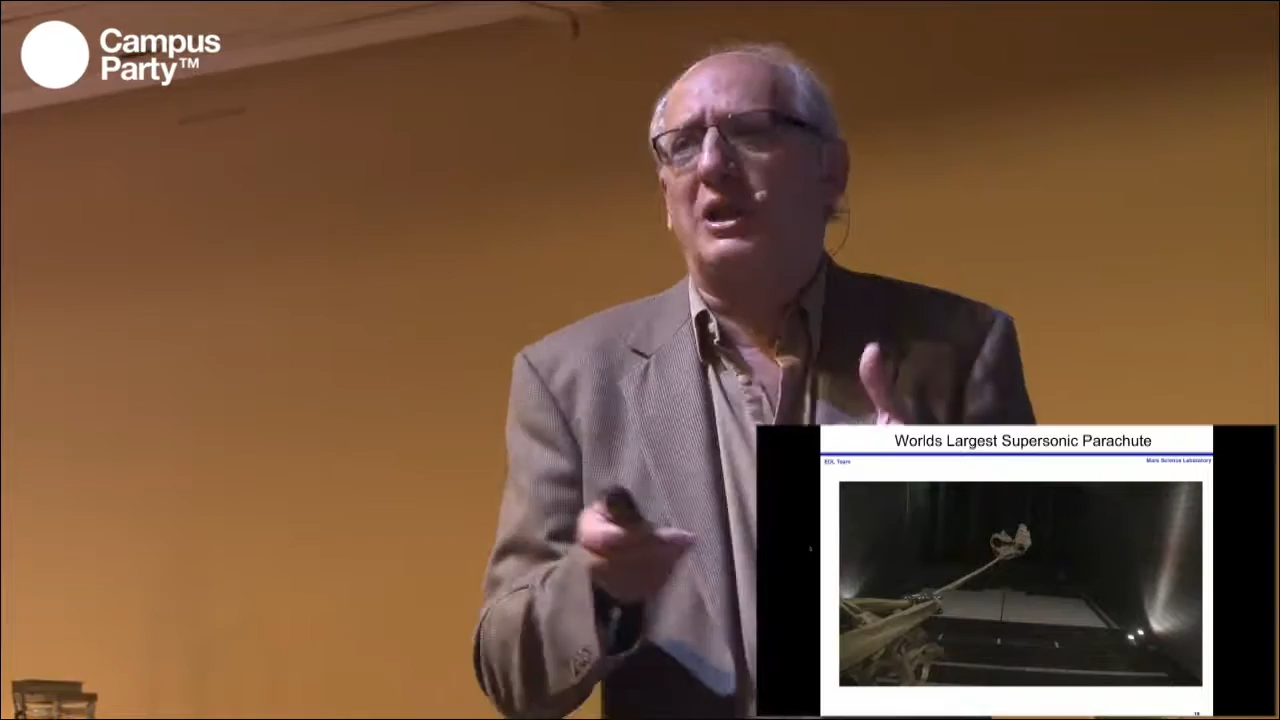 Campus
Party™
Worlds Largest Supersonic Parachute
EDL Team
Mars Science Laboratory